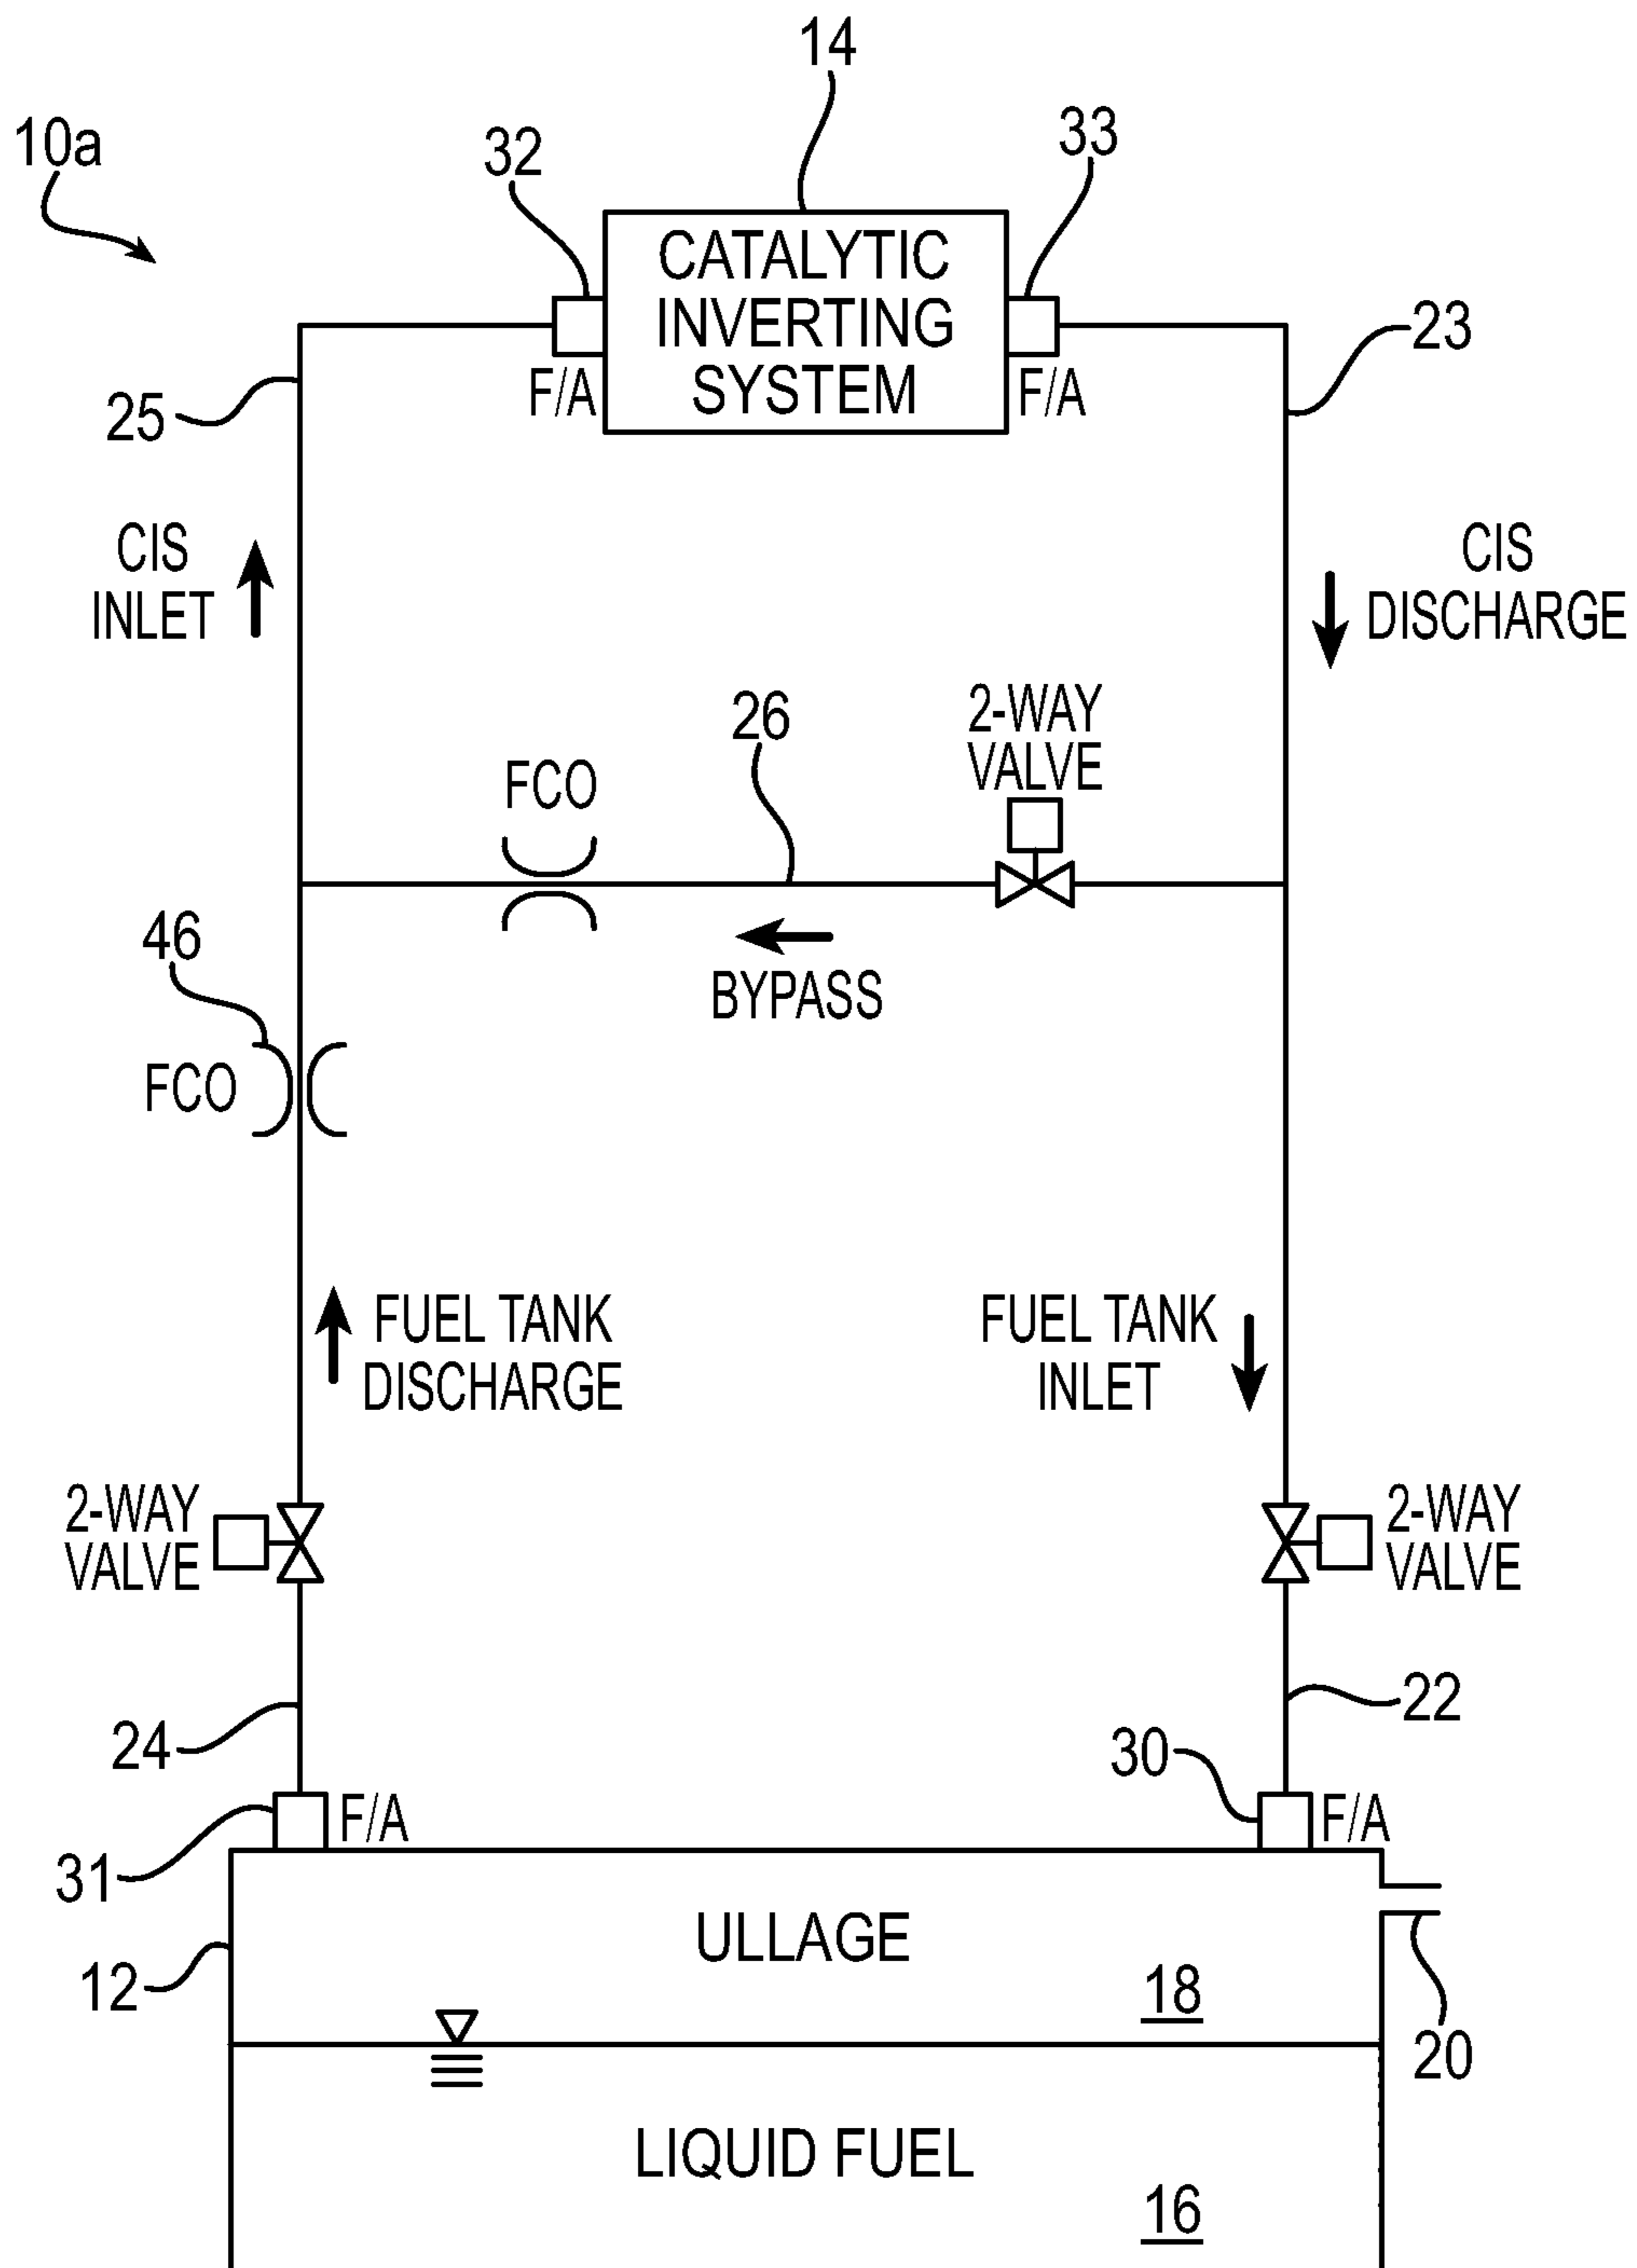 14
10a
32
33
CATALYTIC
INVERTING
SYSTEM
23
F/A
F/A
25
CIS
INLET
CIS
DISCHARGE
26
2-WAY
VALVE
FCO
46
BYPASS
FCO
FUEL TANK
DISCHARGE
FUEL TANK
INLET
2-WAY
VALVE
2-WAY
VALVE
22
24
30
31
F/A
F/A
ULLAGE
12
18
20
LIQUID FUEL
16